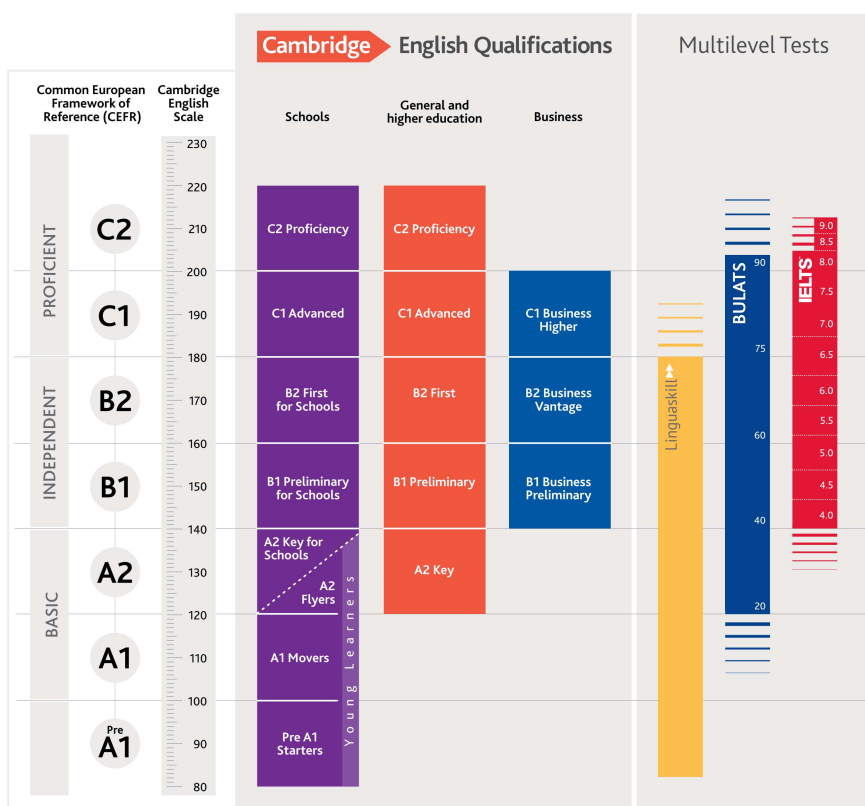 Cambridge English Qualifications
Multilevel Tests
Common European
Framework of
Reference (CEFR)
Cambridge
English
Scale
Schools
General and
higher education
Business
PROFICIENT
INDEPENDENT
BASIC
C2
C1
B2
B1
A2
A1
Pre
A1
230
220
210
200
190
180
170
160
150
140
130
120
110
100
90
80
C2 Proficiency
C1 Advanced
B2 First
for Schools
B1 Preliminary
for Schools
A2 Key for
Schools
A2
Flyers
A1 Movers
Pre A1
Starters
Young Learners
C2 Proficiency
C1 Advanced
B2 First
B1 Preliminary
A2 Key
C1 Business
Higher
B2 Business
Vantage
B1 Business
Preliminary
Linguaskill
BULATS
90
75
60
40
20
IELTS
9.0
8.5
8.0
7.5
7.0
6.5
6.0
5.5
5.0
4.5
4.0